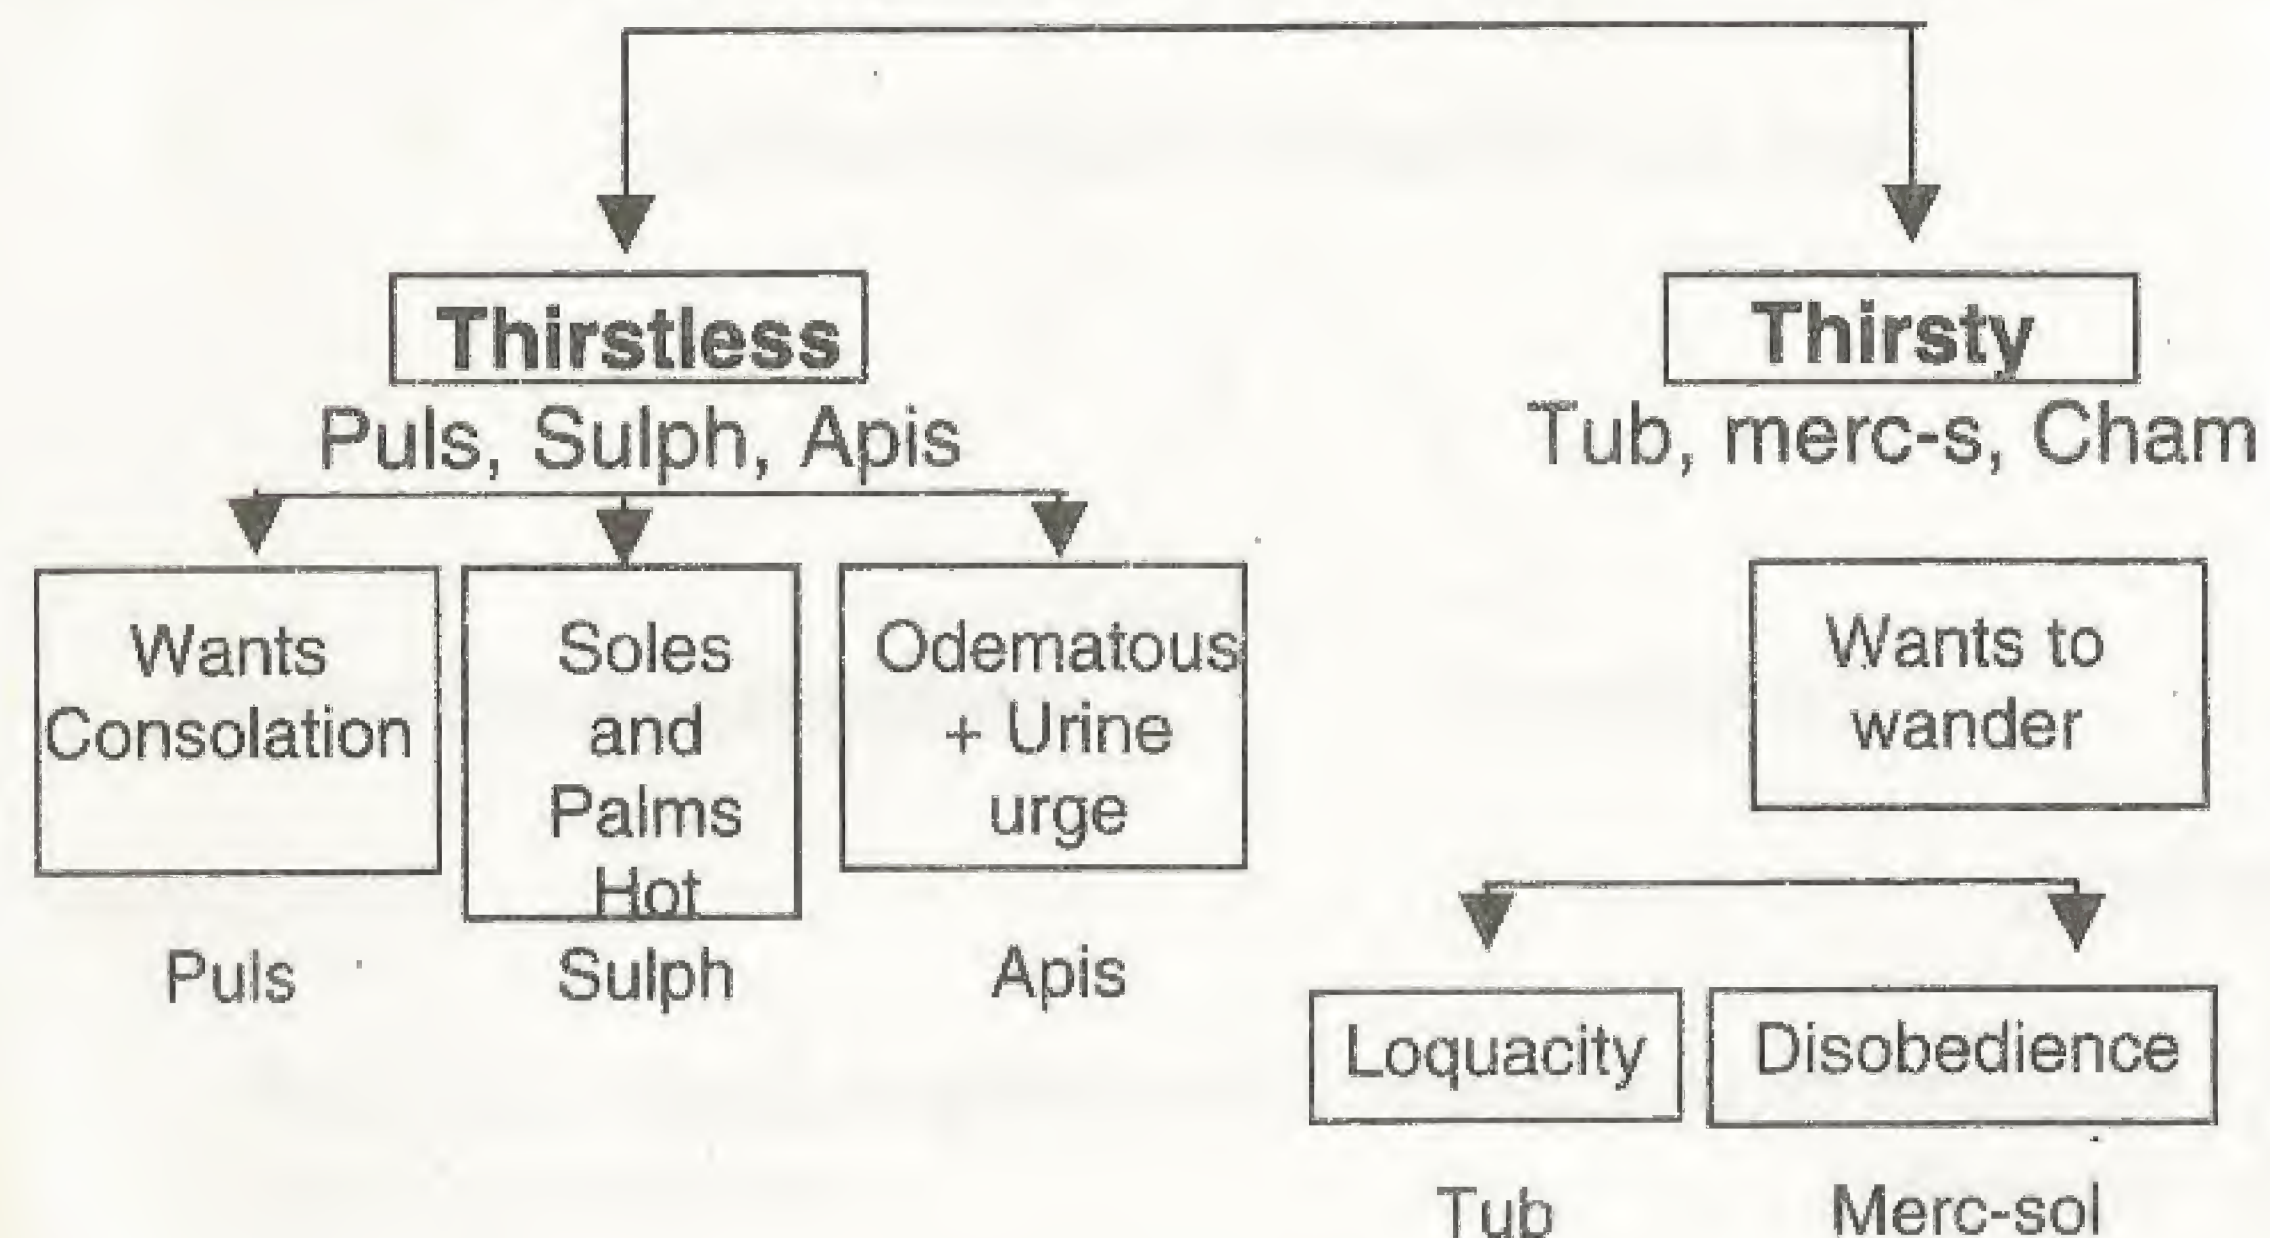 Thirstless
Puls, Sulph, Apis
Thirsty
Tub, merc-s, Cham
Wants
Consolation
Puls
Soles
and
Palms
Hot
Sulph
Odematous
+ Urine
urge
Apis
Wants to
wander
Loquacity
Tub
Disobedience
Merc-sol